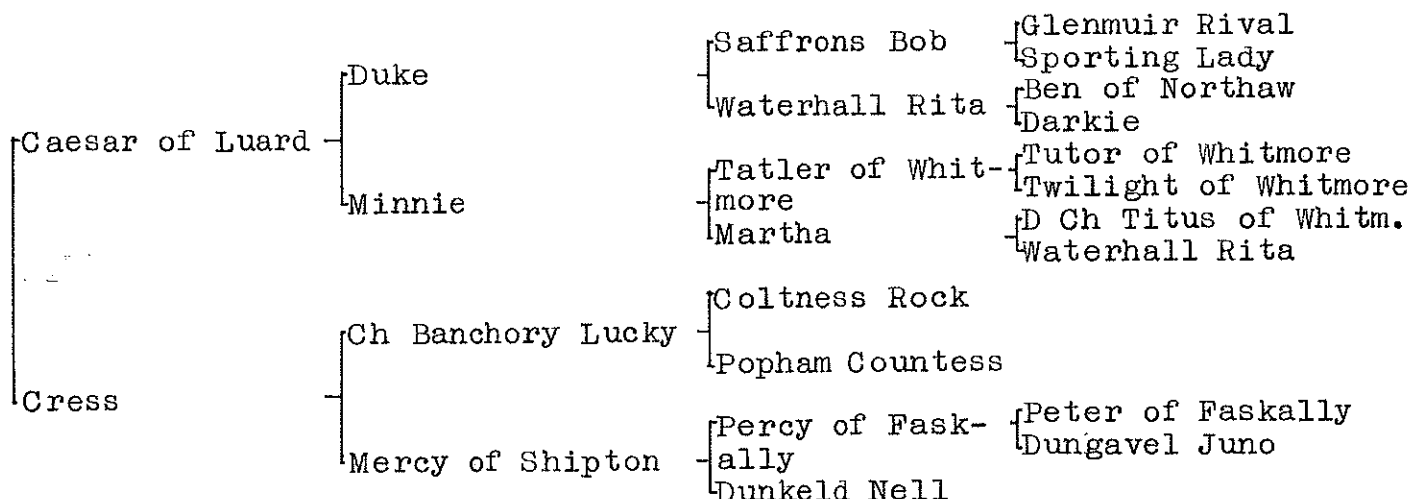 Glenmuir Rival
Saffrons Bob
Sporting Lady
Duke
Ben of Northaw
Waterhall Rita
Darkie
Caesar of Luard
Tutor of Whitmore
Tatler of Whit-
more
Twilight of Whitmore
Minnie
D Ch Titus of Whitm.
Martha
Waterhall Rita
Coltness Rock
Ch Banchory Lucky
Popham Countess
Cress
Peter of Faskally
Percy of Fask-
ally
Dungavel Juno
Mercy of Shipton
Dunkeld Nell